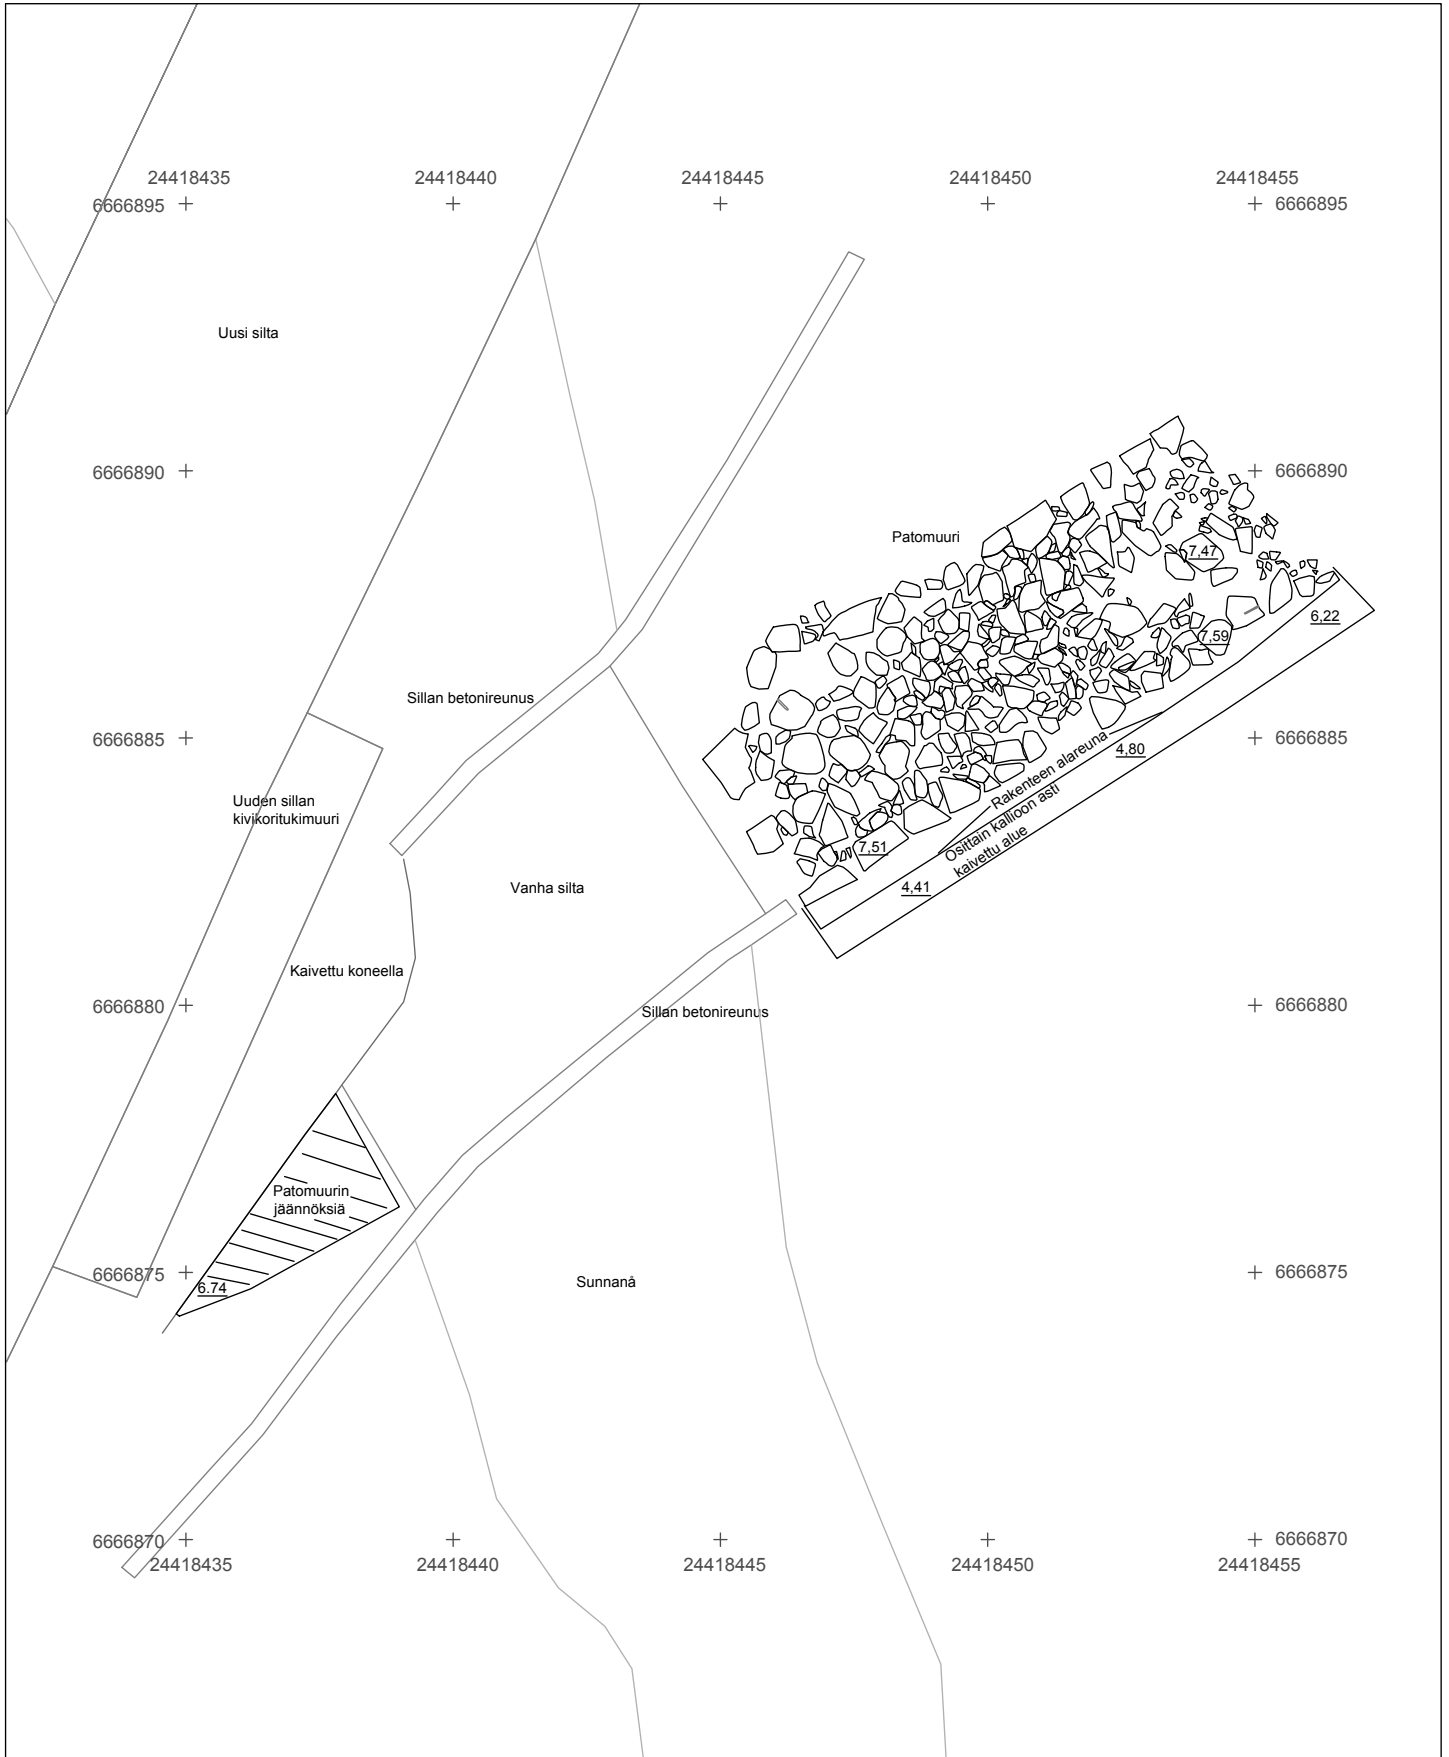 24418435
24418440
24418445
24418450
24418455
6666895
6666895
Uusi silta
6666890
6666890
Patomuuri
7,47
6,22
7,59
Sillan betonireunus
6666885
6666885
Rakenteen alareuna
4,80
Uuden sillan
kivikoritukimuuri
Osittain kallioon asti
kaivettu alue
7,51
4,41
Vanha silta
Kaivettu koneella
6666880
Sillan betonireunus
6666880
Patomuurin
jäännöksiä
6666875
6.74
Sunnanå
6666875
6666870
6666870
24418435
24418440
24418445
24418450
24418455